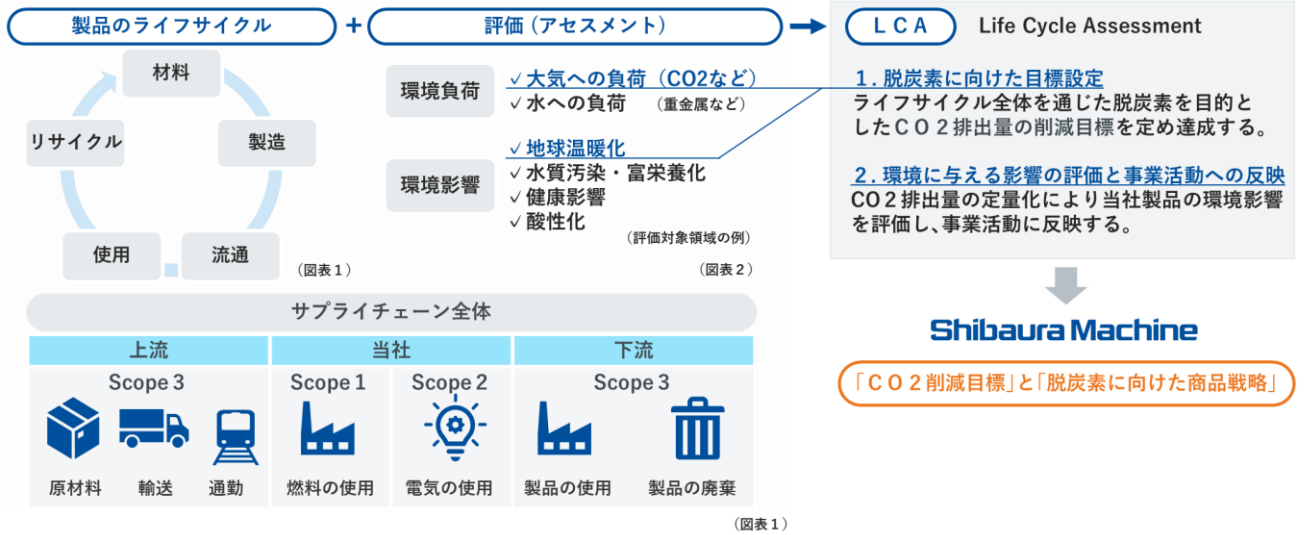 製品のライフサイクル
+
評価(アセスメント)
材料
製造
流通
使用
リサイクル
(図表1)
環境負荷
✓大気への負荷(CO2など)
✓水への負荷 (重金属など)
環境影響
✓地球温暖化
✓水質汚染・富栄養化
✓健康影響
✓酸性化
(評価対象領域の例)
(図表2)
LCA Life Cycle Assessment
1.脱炭素に向けた目標設定
ライフサイクル全体を通じた脱炭素を目的と
したCO2排出量の削減目標を定め達成する。
2.環境に与える影響の評価と事業活動への反映
CO2排出量の定量化により当社製品の環境影響
を評価し、事業活動に反映する。
Shibaura Machine
「CO2削減目標」と「脱炭素に向けた商品戦略」
サプライチェーン全体
上流 当社 下流
Scope 3 Scope 1 Scope 2 Scope 3
原材料 輸送 通勤 燃料の使用 電気の使用 製品の使用 製品の廃棄
(図表1)